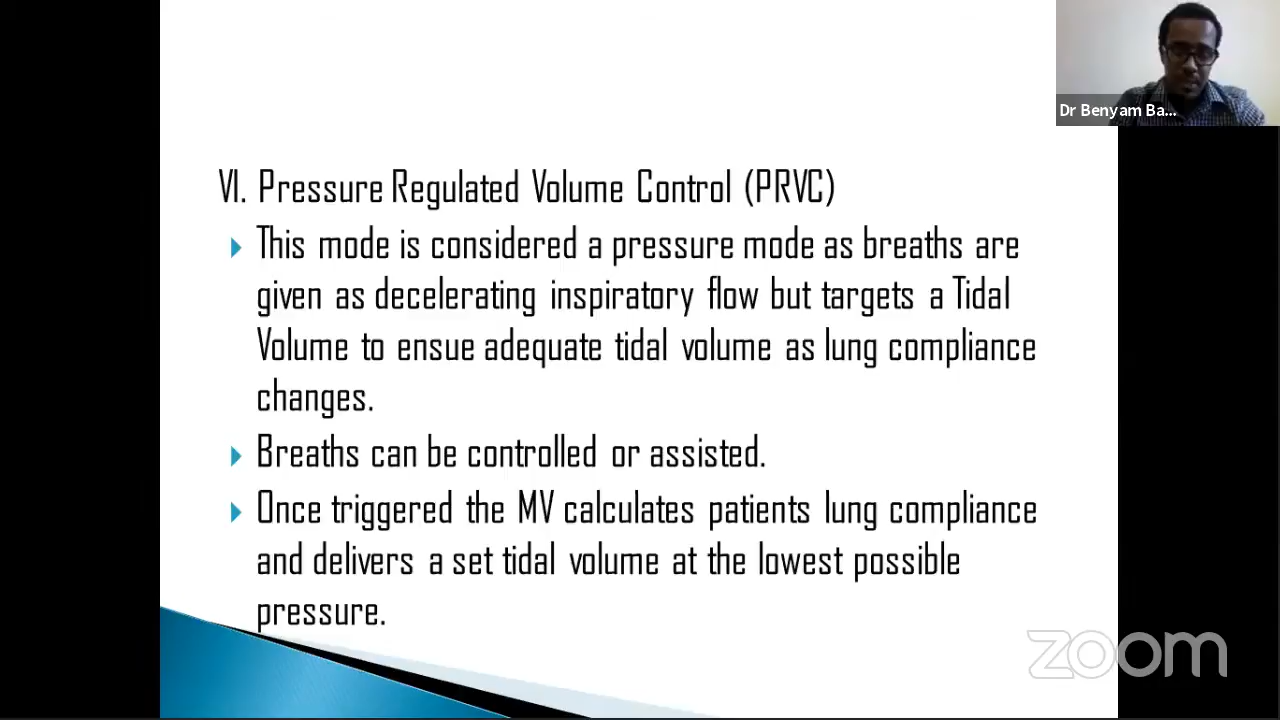 Dr Benyam Ba...
VI. Pressure Regulated Volume Control (PRVC)
This mode is considered a pressure mode as breaths are
given as decelerating inspiratory flow but targets a Tidal
Volume to ensue adequate tidal volume as lung compliance
changes.
Breaths can be controlled or assisted.
Once triggered the MV calculates patients lung compliance
and delivers a set tidal volume at the lowest possible
pressure.
zoom